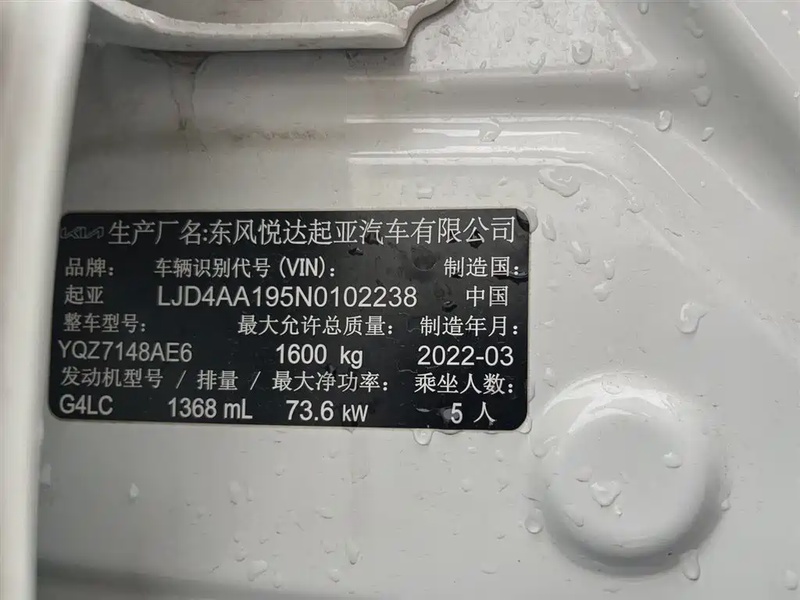 KIA 生产厂名:东风悦达起亚汽车有限公司
品牌: 车辆识别代号 (VIN): 制造国:
起亚 LJD4AA195N0102238 中国
整车型号: 最大允许总质量: 制造年月:
YQZ7148AE6 1600 kg 2022-03
发动机型号 / 排量 / 最大净功率: 乘坐人数:
G4LC 1368 mL 73.6 kW 5 人